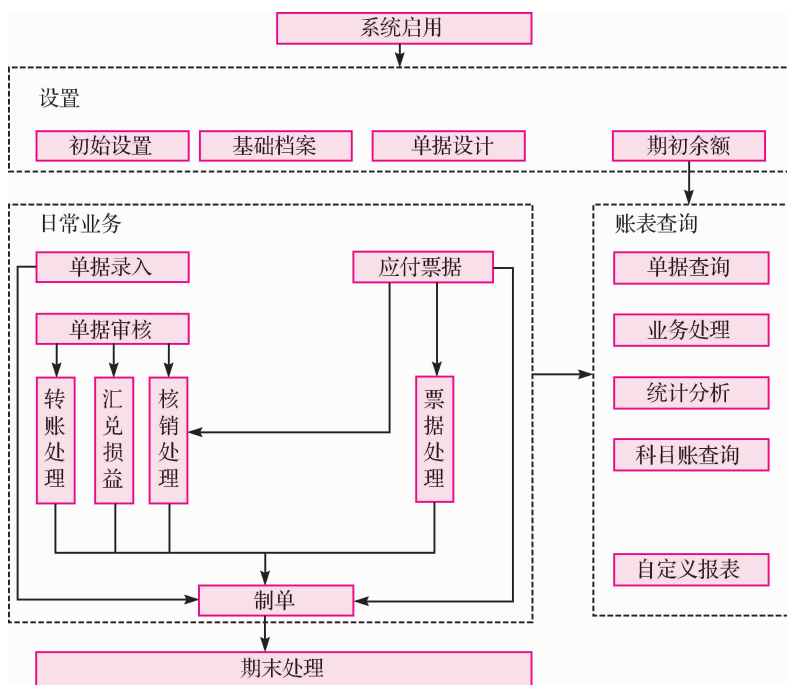 系统启用
设置
初始设置
基础档案
单据设计
期初余额
日常业务
单据录入
应付票据
单据审核
转账处理
汇兑损益
核销处理
票据处理
制单
账表查询
单据查询
业务处理
统计分析
科目账查询
自定义报表
期末处理